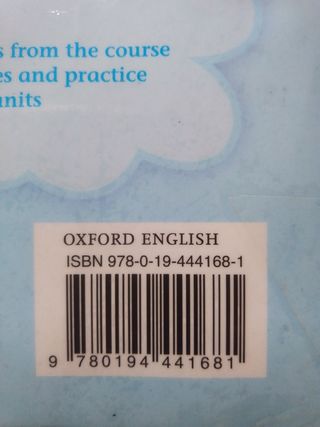 s from the course
es and practice
units
OXFORD ENGLISH
ISBN 978-0-19-444168-1
9 780194 441681